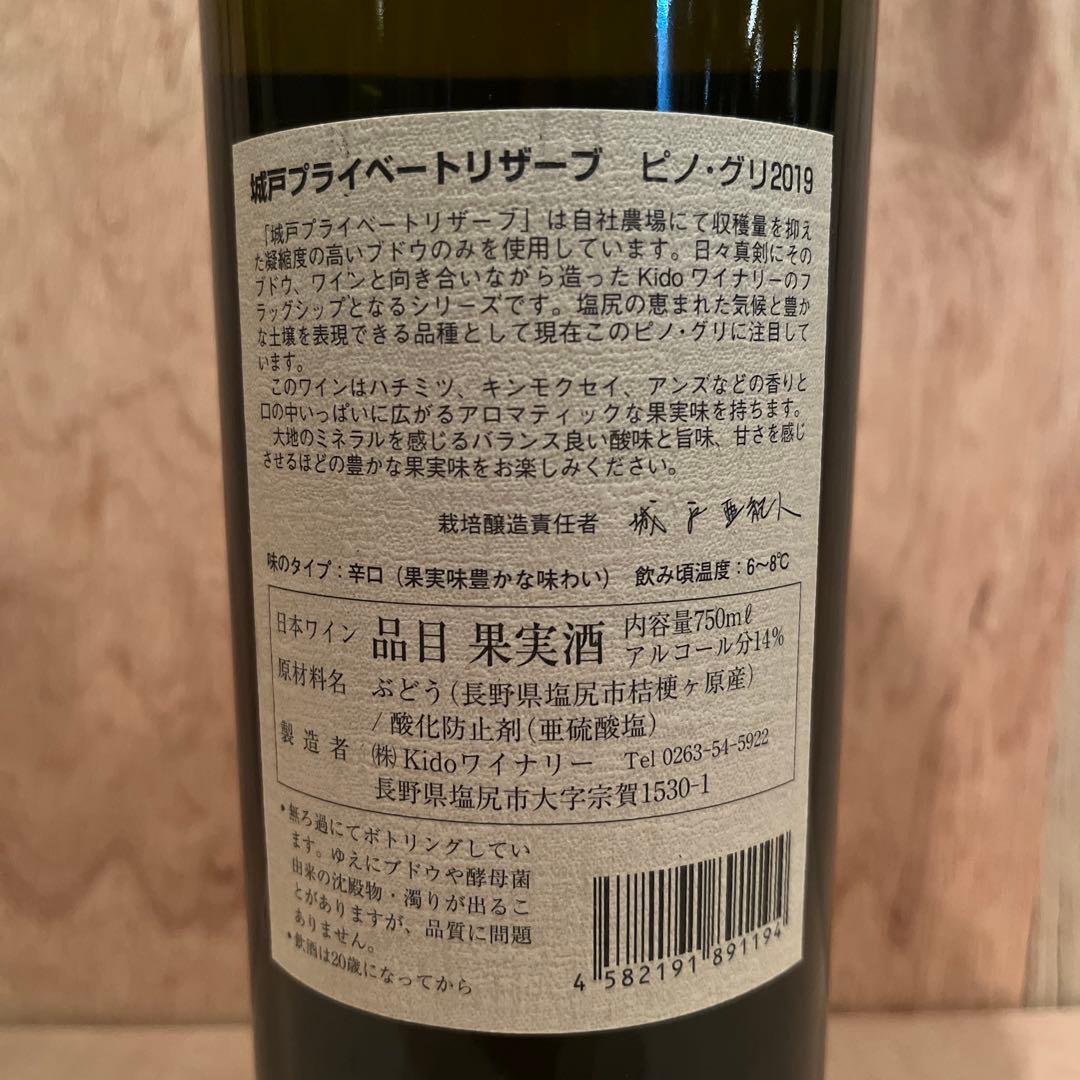 城戸プライベートリザーブ　ピノ・グリ2019
「城戸プライベートリザーブ」は自社農場にて収穫量を抑え
た凝縮度の高いブドウのみを使用しています。日々真剣にその
ブドウ、ワインと向き合いながら造った Kido ワイナリーのフ
ラッグシップとなるシリーズです。塩尻の恵まれた気候と豊か
な土壌を表現できる品種として現在このピノ・グリに注目して
います。
このワインはハチミツ、キンモクセイ、アンズなどの香りと
口の中いっぱいに広がるアロマティックな果実味を持ちます。
大地のミネラルを感じるバランス良い酸味と旨味、甘さを感じ
させるほどの豊かな果実味をお楽しみください。
栽培醸造責任者　城戸 亜紀人
味のタイプ：辛口（果実味豊かな味わい）　飲み頃温度：6～8℃
日本ワイン　品目 果実酒　内容量750mℓ
アルコール分14%
原材料名　ぶどう（長野県塩尻市桔梗ヶ原産）
/ 酸化防止剤（亜硫酸塩）
製造者　㈱Kidoワイナリー　Tel 0263-54-5922
長野県塩尻市大字宗賀1530-1
・無ろ過にてボトリングしてい
ます。ゆえにブドウや酵母菌
由来の沈殿物・濁りが出るこ
とがありますが、品質に問題
ありません。
・飲酒は20歳になってから
4 582191 891194